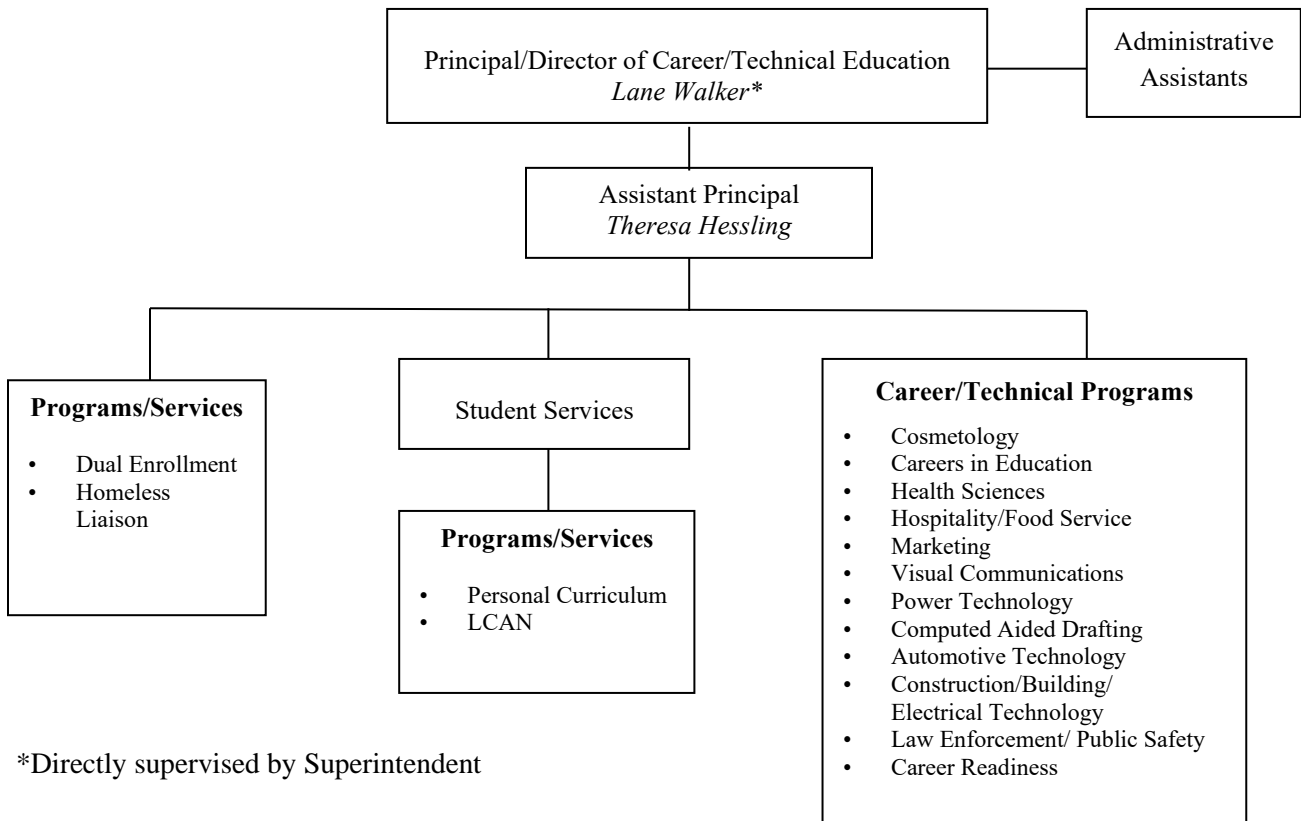 Principal/Director of Career/Technical Education
Lane Walker*
Administrative
Assistants
Assistant Principal
Theresa Hessling
Programs/Services
• Dual Enrollment
• Homeless
Liaison
Student Services
Programs/Services
• Personal Curriculum
• LCAN
Career/Technical Programs
• Cosmetology
• Careers in Education
• Health Sciences
• Hospitality/Food Service
• Marketing
• Visual Communications
• Power Technology
• Computed Aided Drafting
• Automotive Technology
• Construction/Building/
Electrical Technology
• Law Enforcement/ Public Safety
• Career Readiness
*Directly supervised by Superintendent